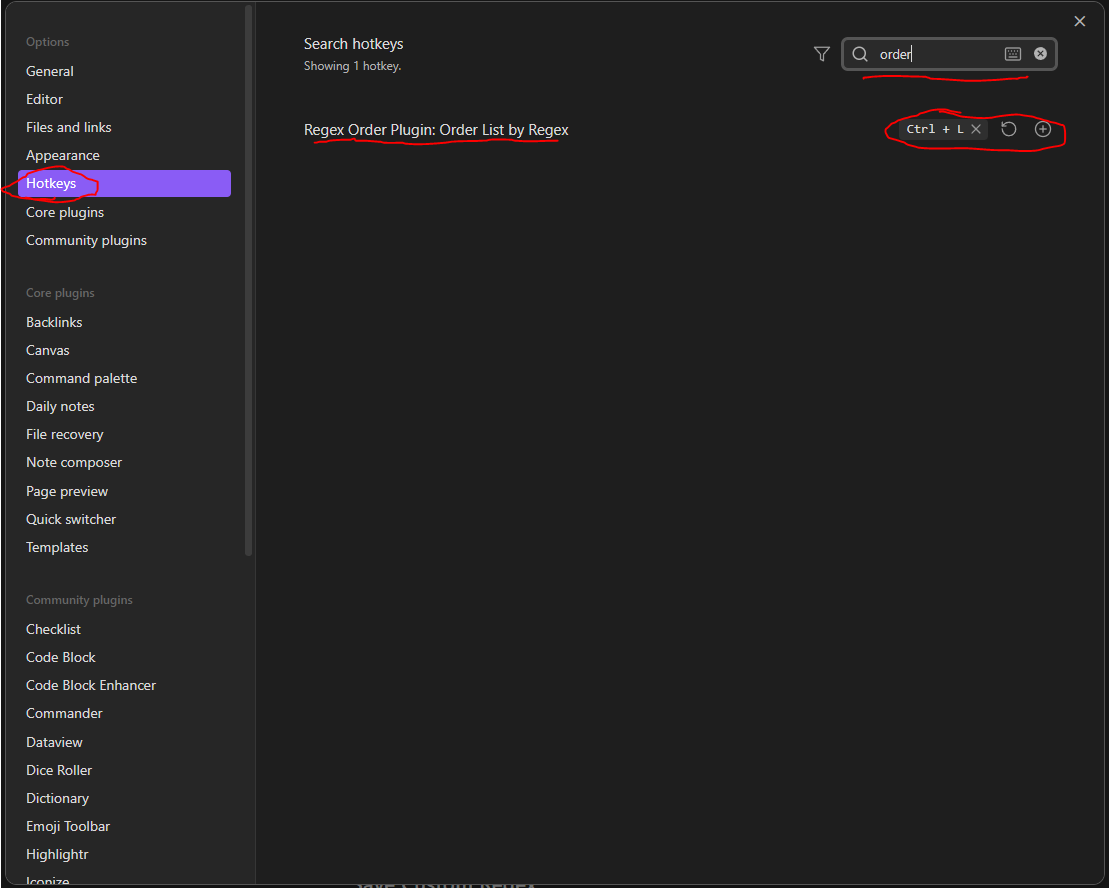 Options
General
Editor
Files and links
Appearance
Hotkeys
Core plugins
Community plugins
Core plugins
Backlinks
Canvas
Command palette
Daily notes
File recovery
Note composer
Page preview
Quick switcher
Templates
Community plugins
Checklist
Code Block
Code Block Enhancer
Commander
Dataview
Dice Roller
Dictionary
Emoji Toolbar
Highlightr
Iconize
Search hotkeys
Showing 1 hotkey.
order
Regex Order Plugin: Order List by Regex
Ctrl + L
Save Custom Regex